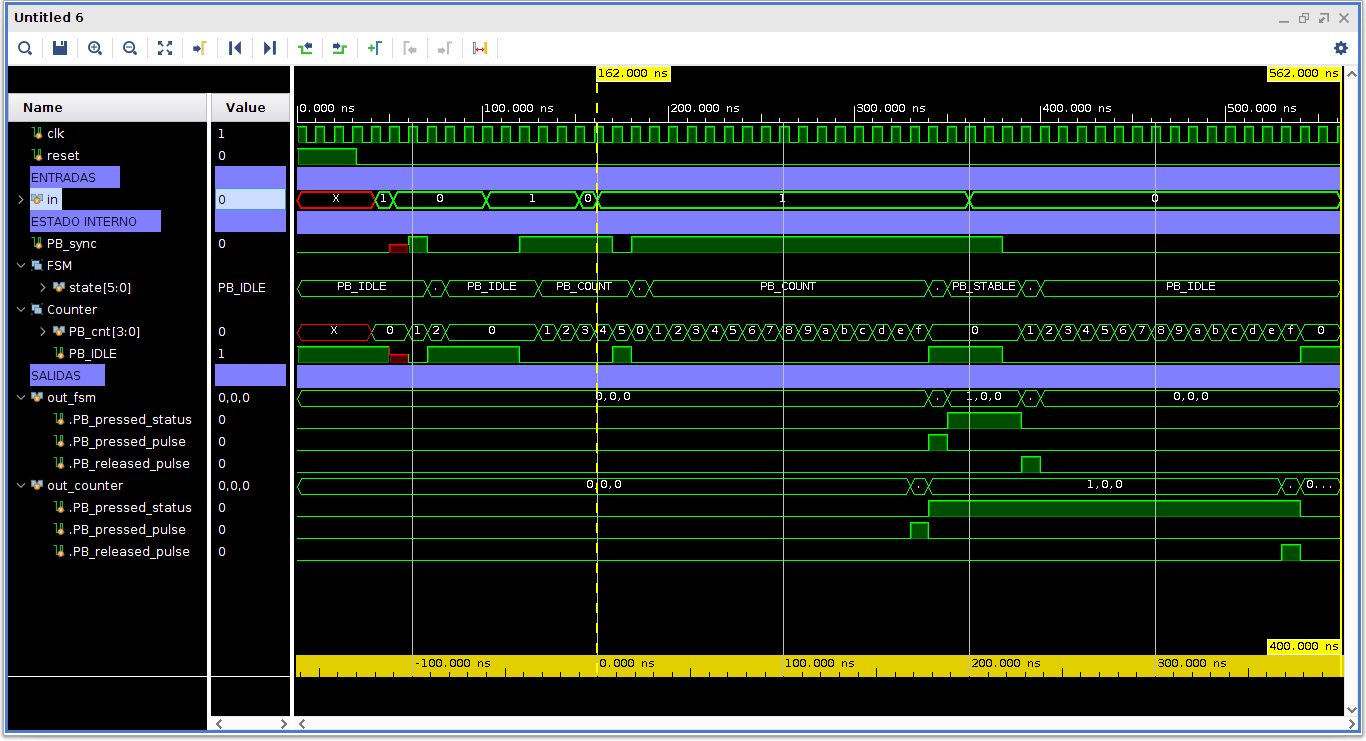 Untitled 6
162.000 ns 562.000 ns
Name Value
0.000 ns 100.000 ns 200.000 ns 300.000 ns 400.000 ns 500.000 ns
clk 1
reset 0
ENTRADAS
in 0 X 1 0 1 0 1 0
ESTADO INTERNO
PB_sync 0
FSM
state[5:0] PB_IDLE PB_IDLE . PB_IDLE PB_COUNT . PB_COUNT . PB_STABLE . PB_IDLE
Counter
PB_cnt[3:0] 0 X 0 1 2 0 1 2 3 4 5 0 1 2 3 4 5 6 7 8 9 a b c d e f 0 1 2 3 4 5 6 7 8 9 a b c d e f 0
PB_IDLE 1
SALIDAS
out_fsm 0,0,0 0,0,0 . 1,0,0 . 0,0,0
.PB_pressed_status 0
.PB_pressed_pulse 0
.PB_released_pulse 0
out_counter 0,0,0 0,0,0 . 1,0,0 . 0...
.PB_pressed_status 0
.PB_pressed_pulse 0
.PB_released_pulse 0
400.000 ns
-100.000 ns 0.000 ns 100.000 ns 200.000 ns 300.000 ns